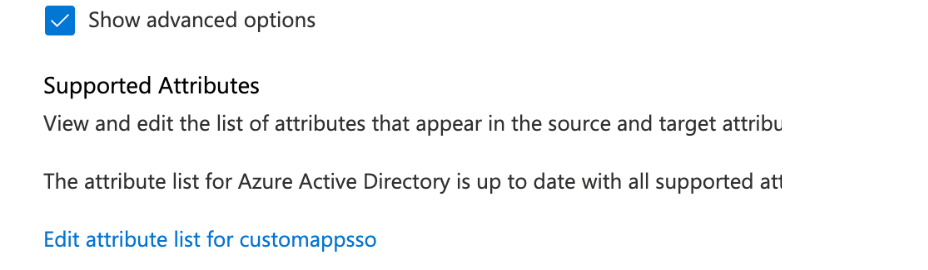 Show advanced options
Supported Attributes
View and edit the list of attributes that appear in the source and target
The attribute list for Azure Active Directory is up to date with all supported
Edit attribute list for customappsso